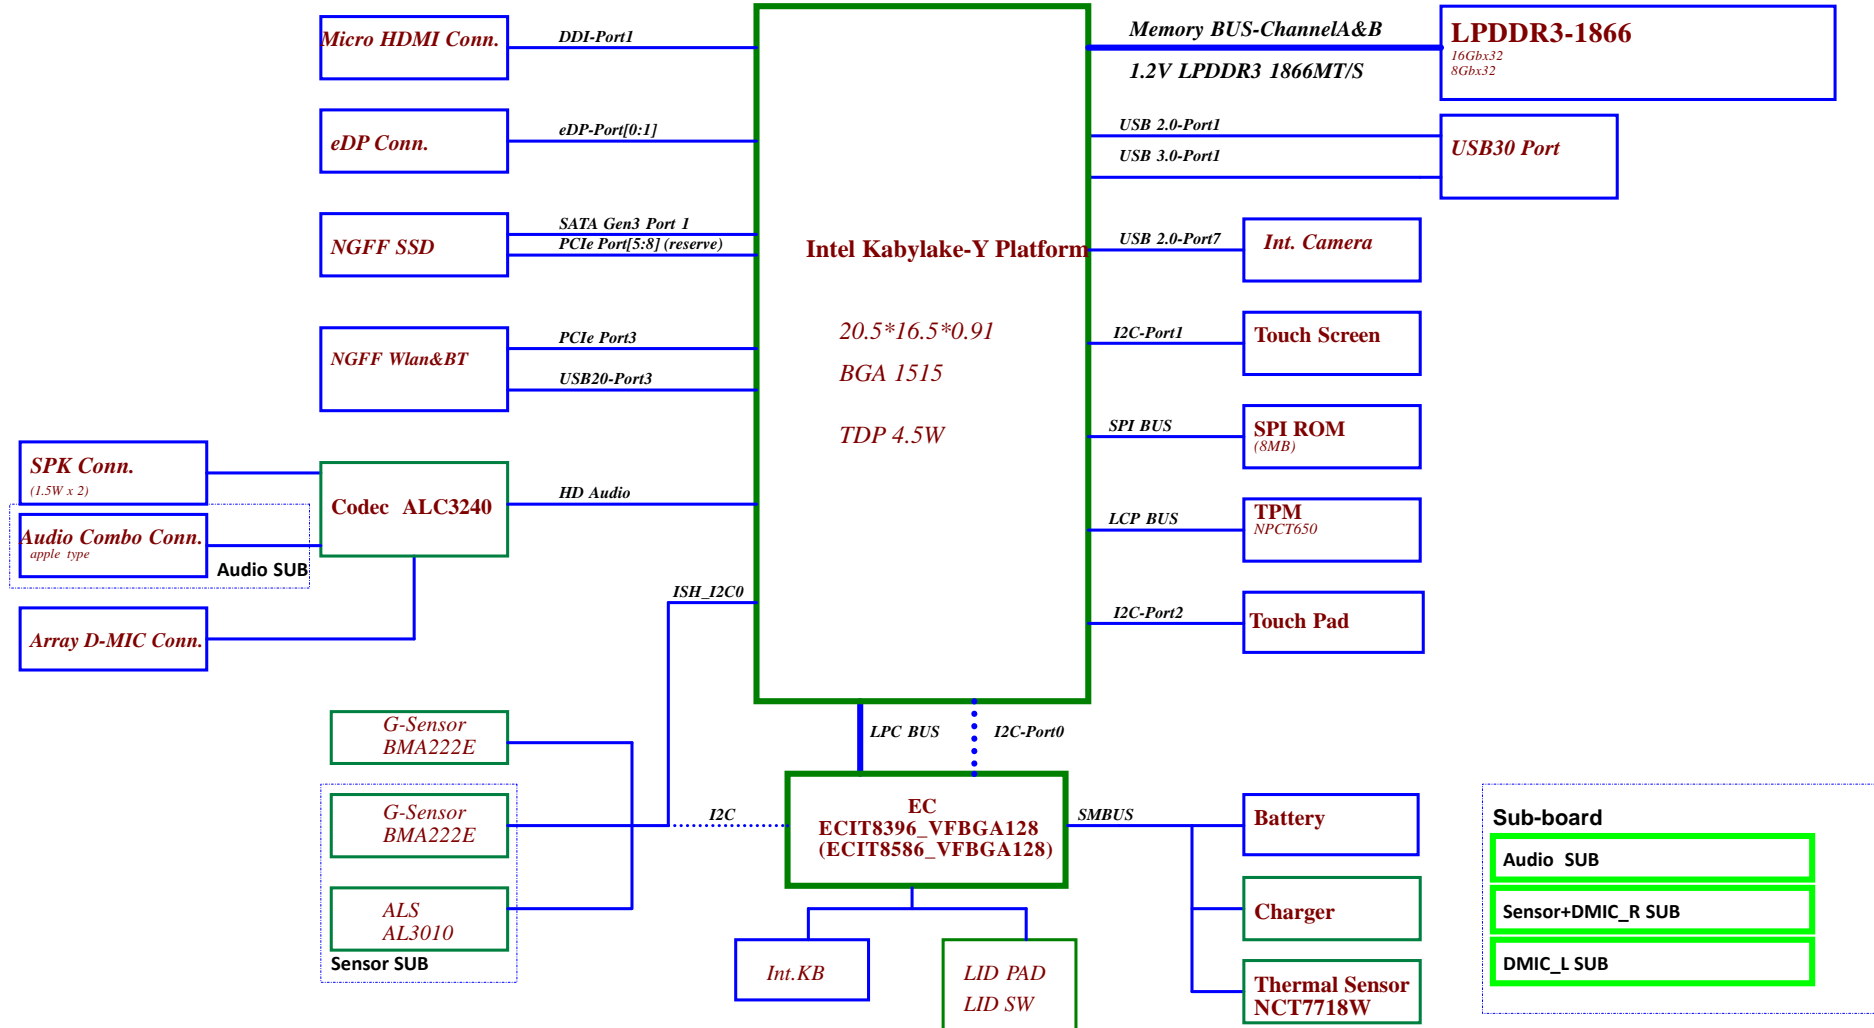 Micro HDMI Conn.
DDI-Port1
eDP Conn.
eDP-Port[0:1]
NGFF SSD
SATA Gen3 Port 1
PCIe Port[5:8] (reserve)
NGFF Wlan&BT
PCIe Port3
USB20-Port3
SPK Conn.
(1.5W x 2)
Audio Combo Conn.
apple type
Audio SUB
Array D-MIC Conn.
Codec ALC3240
HD Audio
ISH_I2C0
G-Sensor
BMA222E
G-Sensor
BMA222E
ALS
AL3010
Sensor SUB
I2C
Intel Kabylake-Y Platform
20.5*16.5*0.91
BGA 1515
TDP 4.5W
LPC BUS
I2C-Port0
EC
ECIT8396_VFBGA128
(ECIT8586_VFBGA128)
Int.KB
LID PAD
LID SW
Memory BUS-ChannelA&B
1.2V LPDDR3 1866MT/S
LPDDR3-1866
16Gbx32
8Gbx32
USB 2.0-Port1
USB 3.0-Port1
USB30 Port
USB 2.0-Port7
Int. Camera
I2C-Port1
Touch Screen
SPI BUS
SPI ROM
(8MB)
LCP BUS
TPM
NPCT650
I2C-Port2
Touch Pad
SMBUS
Battery
Charger
Thermal Sensor
NCT7718W
Sub-board
Audio SUB
Sensor+DMIC_R SUB
DMIC_L SUB